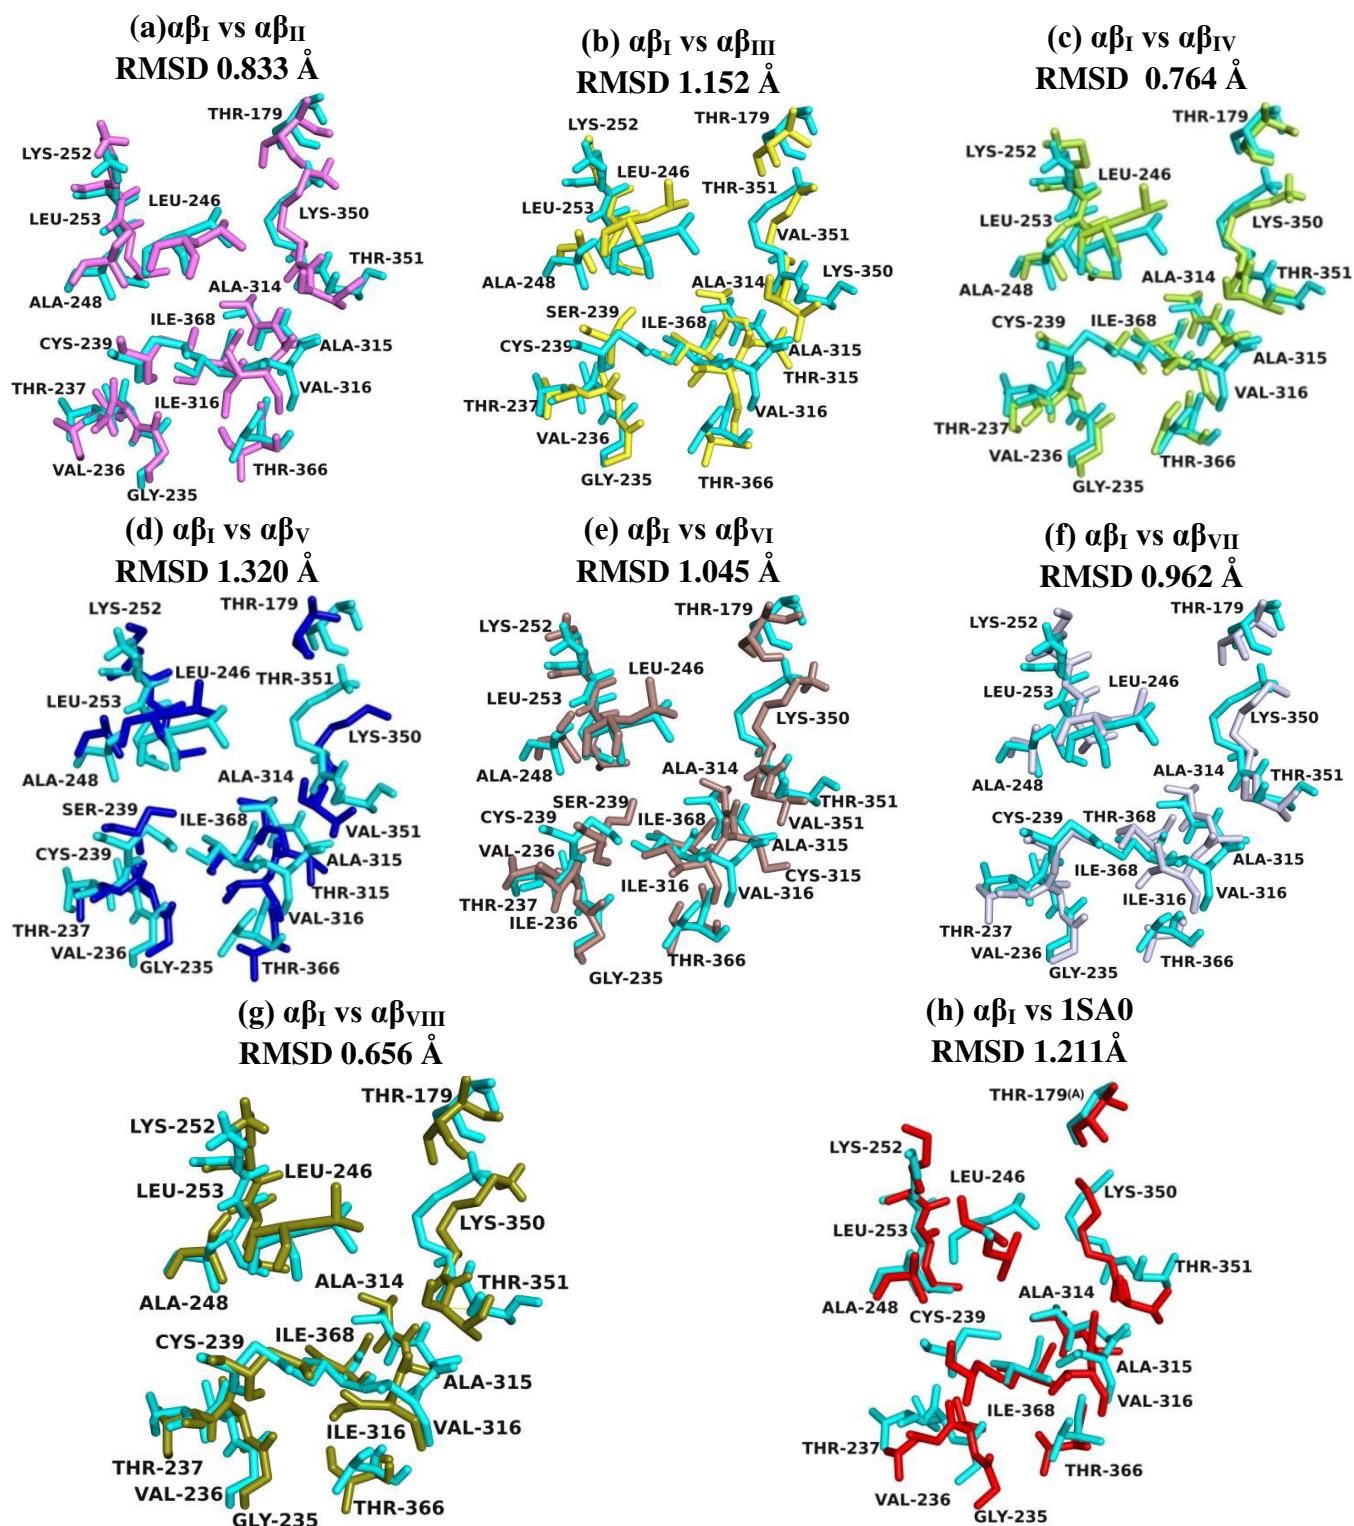 (a)αβI vs αβII
RMSD 0.833 Å
THR-179
LYS-252
LEU-246
LEU-253
LYS-350
THR-351
ALA-248
ALA-314
ILE-368
CYS-239
ALA-315
THR-237
ILE-316
VAL-316
VAL-236
THR-366
GLY-235
(b) αβI vs αβIII
RMSD 1.152 Å
LYS-252
THR-179
LEU-246
THR-351
LEU-253
VAL-351
ALA-248
ALA-314
LYS-350
SER-239
ILE-368
CYS-239
ALA-315
THR-315
THR-237
VAL-316
VAL-236
GLY-235
THR-366
(c) αβI vs αβIV
RMSD 0.764 Å
THR-179
LYS-252
LEU-246
LEU-253
LYS-350
ALA-314
THR-351
ALA-248
CYS-239
ILE-368
ALA-315
VAL-316
THR-237
VAL-236
THR-366
GLY-235
(d) αβI vs αβV
RMSD 1.320 Å
LYS-252
THR-179
LEU-246
THR-351
LEU-253
LYS-350
ALA-248
ALA-314
SER-239
ILE-368
VAL-351
CYS-239
ALA-315
THR-315
VAL-316
THR-237
VAL-236
GLY-235
THR-366
(e) αβI vs αβVI
RMSD 1.045 Å
THR-179
LYS-252
LEU-246
LEU-253
LYS-350
ALA-248
ALA-314
SER-239
THR-351
CYS-239
ILE-368
VAL-351
VAL-236
ALA-315
CYS-315
ILE-316
VAL-316
THR-237
ILE-236
THR-366
GLY-235
(f) αβI vs αβVII
RMSD 0.962 Å
THR-179
LYS-252
LEU-246
LEU-253
LYS-350
ALA-314
THR-351
ALA-248
CYS-239
THR-368
ALA-315
ILE-368
ILE-316
VAL-316
THR-237
VAL-236
THR-366
GLY-235
(g) αβI vs αβVIII
RMSD 0.656 Å
THR-179
LYS-252
LEU-246
LEU-253
LYS-350
ALA-314
THR-351
ALA-248
CYS-239
ILE-368
ALA-315
ILE-316
VAL-316
THR-237
VAL-236
THR-366
GLY-235
(h) αβI vs 1SA0
RMSD 1.211Å
THR-179(A)
LYS-252
LEU-246
LYS-350
LEU-253
THR-351
ALA-248
ALA-314
CYS-239
ALA-315
VAL-316
ILE-368
THR-237
THR-366
VAL-236
GLY-235